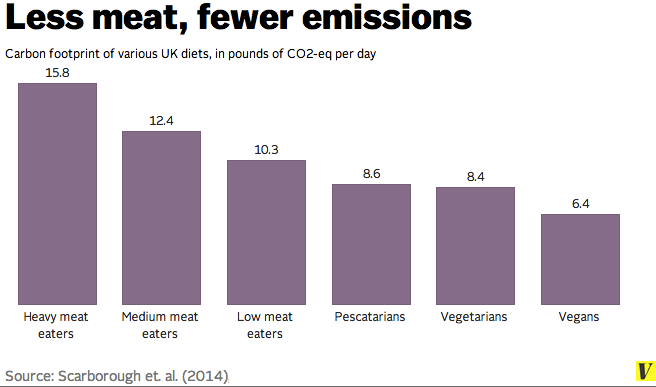 Less meat, fewer emissions
Carbon footprint of various UK diets, in pounds of CO2-eq per day
15.8
12.4
10.3
8.6
8.4
6.4
Heavy meat
eaters
Medium meat
eaters
Low meat
eaters
Pescatarians
Vegetarians
Vegans
Source: Scarborough et. al. (2014)
V